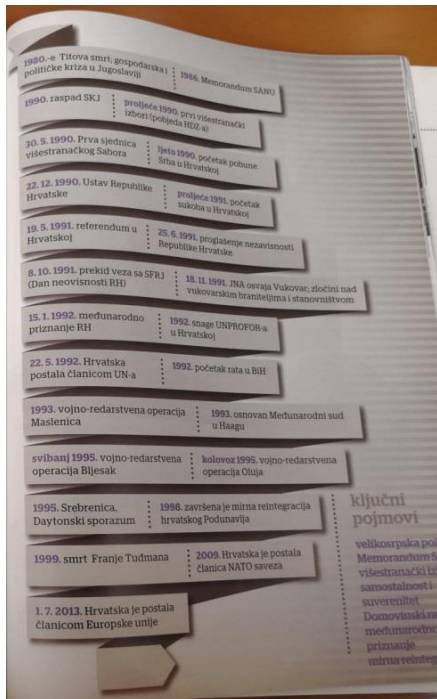 1980.-e Titova smrt; gospodarska i
političke kriza u Jugoslaviji
1986. Memorandum SANU
1990. raspad SKJ
proljeće 1990. prvi višestranački
izbori (pobjeda HDZ-a)
30. 5. 1990. Prva sjednica
višestranačkog Sabora
ljeto 1990. početak pobune
Srba u Hrvatskoj
22. 12. 1990. Ustav Republike
Hrvatske
proljeće 1991. početak
sukoba u Hrvatskoj
19. 5. 1991. referendum u
Hrvatskoj
25. 6. 1991. proglašenje nezavisnosti
Republike Hrvatske
8. 10. 1991. prekid veza sa SFRJ
(Dan neovisnosti RH)
18. 11. 1991. JNA osvaja Vukovar; zločini nad
vukovarskim braniteljima i stanovništvom
15. 1. 1992. međunarodno
priznanje RH
1992. snage UNPROFOR-a
u Hrvatskoj
22. 5. 1992. Hrvatska
postala članicom UN-a
1992. početak rata u BiH
1993. vojno-redarstvena operacija
Maslenica
1993. osnovan Međunarodni sud
u Haagu
svibanj 1995. vojno-redarstvena
operacija Bljesak
kolovoz 1995. vojno-redarstvena
operacija Oluja
1995. Srebrenica,
Daytonski sporazum
1998. završena je mirna reintegracija
hrvatskog Podunavlja
1999. smrt Franje Tuđmana
2009. Hrvatska je postala
članica NATO saveza
1. 7. 2013. Hrvatska je postala
članicom Europske unije
ključni
pojmovi
velikosrpska
Memorandum
višestranački
samostalnost i
suverenitet
Domovinski
međunarodno
priznanje
mirna